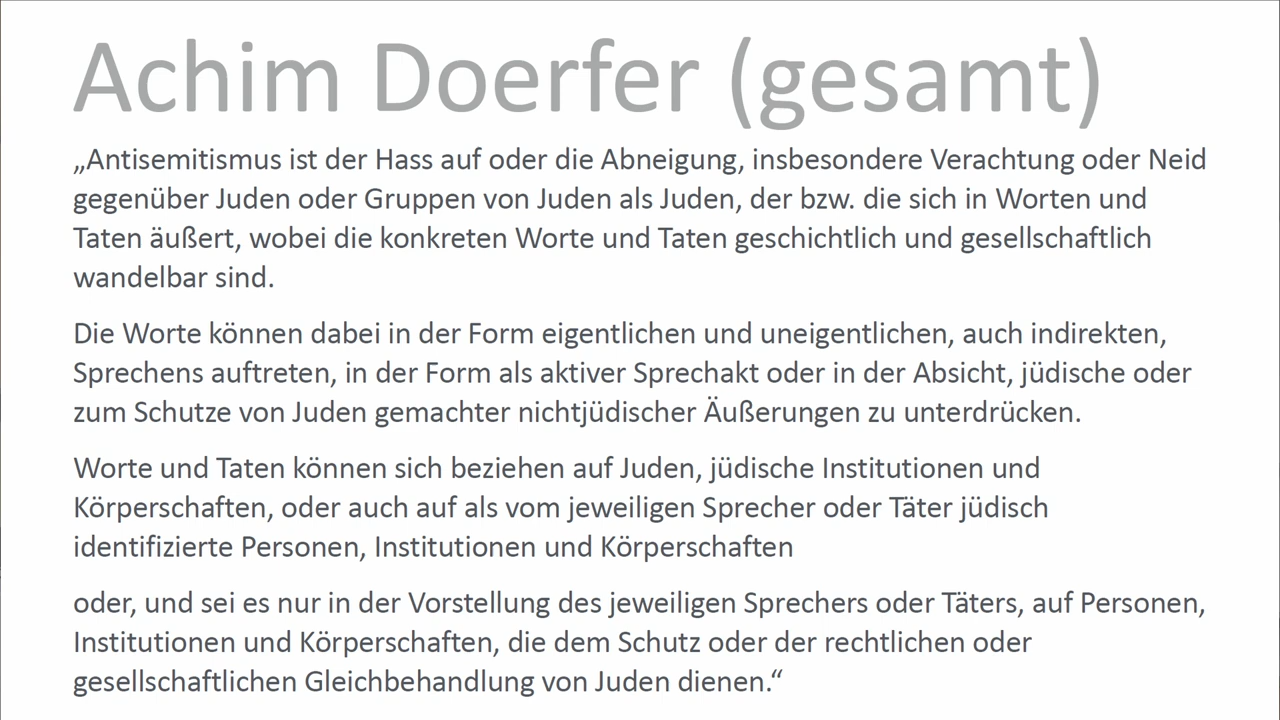 Achim Doerfer (gesamt)
„Antisemitismus ist der Hass auf oder die Abneigung, insbesondere Verachtung oder Neid
gegenüber Juden oder Gruppen von Juden als Juden, der bzw. die sich in Worten und
Taten äußert, wobei die konkreten Worte und Taten geschichtlich und gesellschaftlich
wandelbar sind.
Die Worte können dabei in der Form eigentlichen und uneigentlichen, auch indirekten,
Sprechens auftreten, in der Form als aktiver Sprechakt oder in der Absicht, jüdische oder
zum Schutze von Juden gemachter nichtjüdischer Äußerungen zu unterdrücken.
Worte und Taten können sich beziehen auf Juden, jüdische Institutionen und
Körperschaften, oder auch auf als vom jeweiligen Sprecher oder Täter jüdisch
identifizierte Personen, Institutionen und Körperschaften
oder, und sei es nur in der Vorstellung des jeweiligen Sprechers oder Täters, auf Personen,
Institutionen und Körperschaften, die dem Schutz oder der rechtlichen oder
gesellschaftlichen Gleichbehandlung von Juden dienen.“